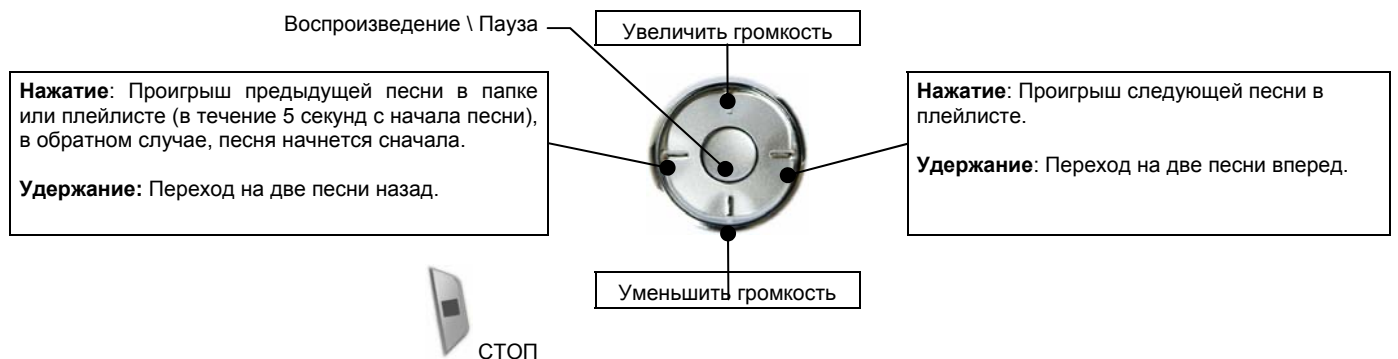 Воспроизведение \ Пауза
Увеличить громкость
Нажатие: Проигрыш предыдущей песни в папке
или плейлисте (в течение 5 секунд с начала песни),
в обратном случае, песня начнется сначала.
Удержание: Переход на две песни назад.
Нажатие: Проигрыш следующей песни в
плейлисте.
Удержание: Переход на две песни вперед.
Уменьшить громкость
СТОП